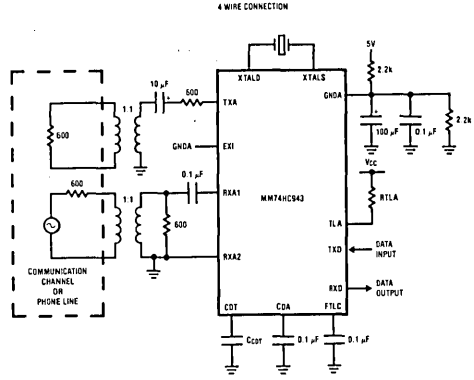 4 WIRE CONNECTION
XTALD
XTALS
5V
2.2k
GNDA
10 µF
+
600
TXA
1:1
600
100 µF
+
0.1 µF
2.2k
GNDA
EXI
VCC
RTLA
0.1 µF
RXA1
MM74HC943
600
1:1
600
TLA
TXD
DATA INPUT
RXA2
RXD
DATA OUTPUT
COMMUNICATION
CHANNEL
OR
PHONE LINE
CDT
CDA
FTLC
CCDT
0.1 µF
0.1 µF